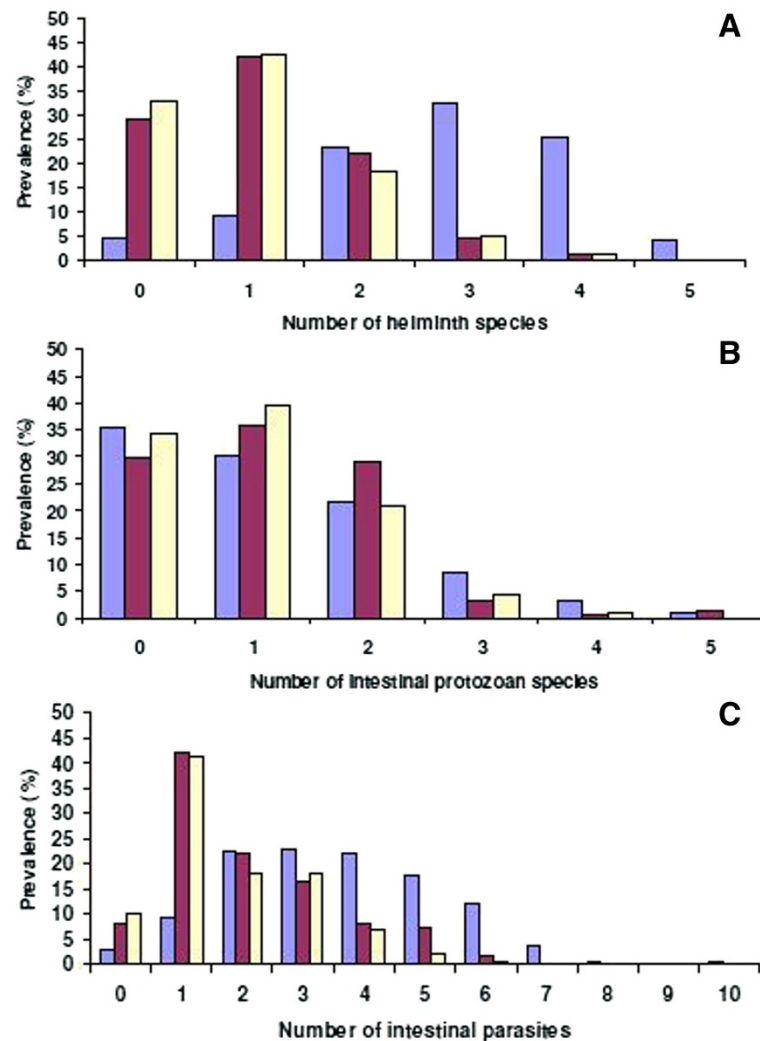 A
50
45
40
35
30
25
20
15
10
5
0
Prevalence (%)
0 1 2 3 4 5
Number of helminth species
B
50
45
40
35
30
25
20
15
10
5
0
Prevalence (%)
0 1 2 3 4 5
Number of intestinal protozoan species
C
50
45
40
35
30
25
20
15
10
5
0
Prevalence (%)
0 1 2 3 4 5 6 7 8 9 10
Number of intestinal parasites